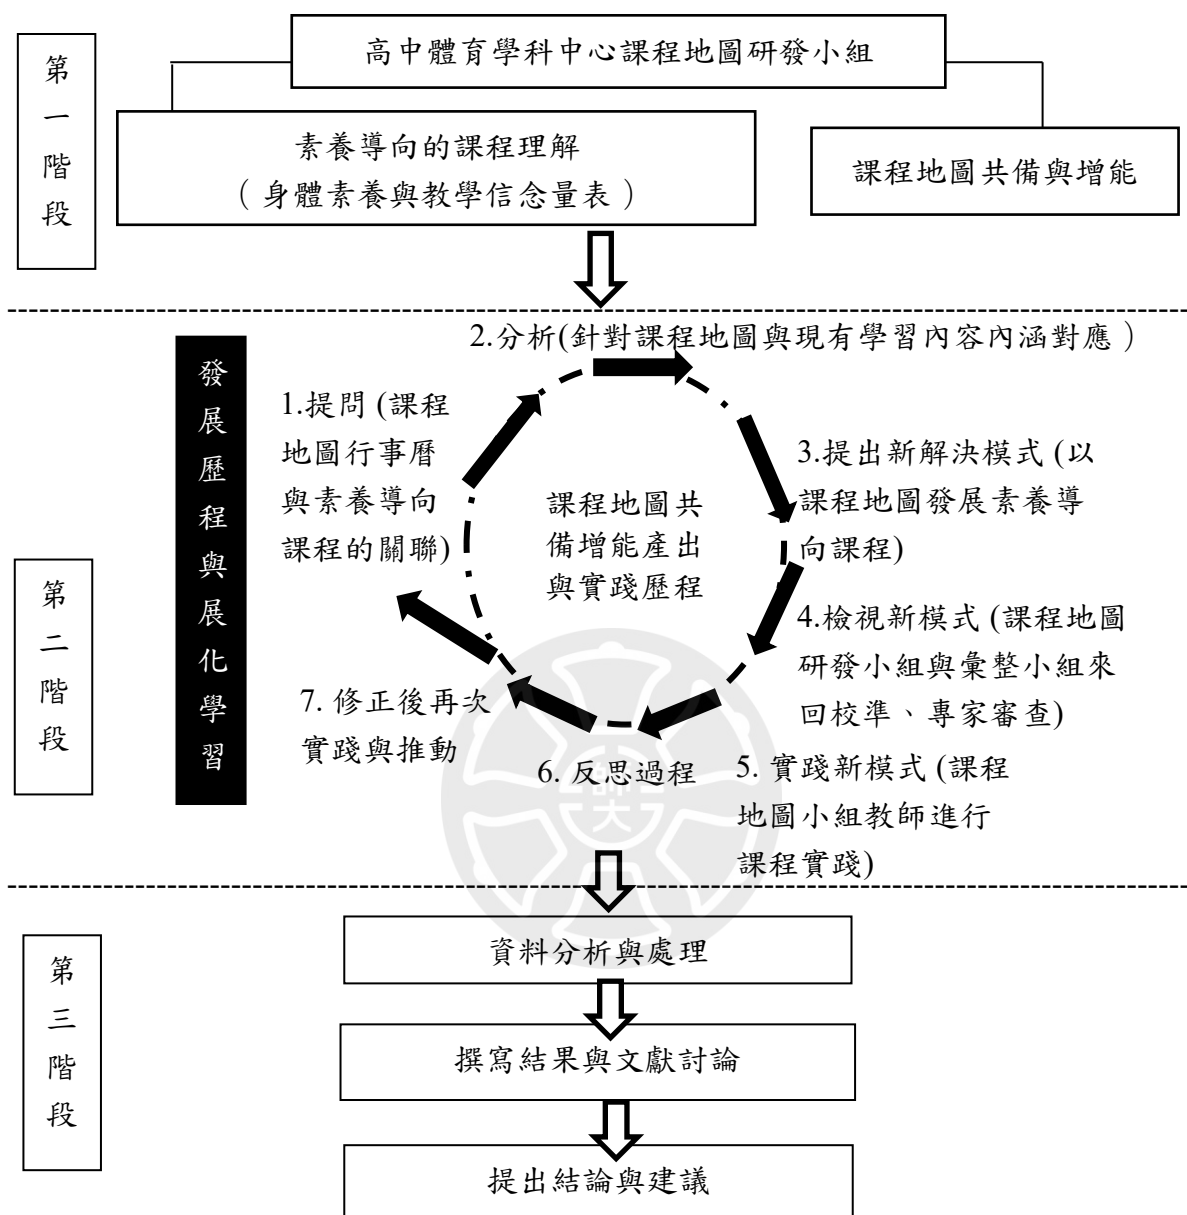 第一階段
高中體育學科中心課程地圖研發小組
素養導向的課程理解
（身體素養與教學信念量表）
課程地圖共備與增能
第二階段
發展歷程與展化學習
1.提問 (課程
地圖行事曆
與素養導向
課程的關聯)
2.分析(針對課程地圖與現有學習內容內涵對應）
3.提出新解決模式 (以
課程地圖發展素養導
向課程)
課程地圖共
備增能產出
與實踐歷程
4.檢視新模式 (課程地圖
研發小組與彙整小組來
回校準、專家審查)
5. 實踐新模式 (課程
地圖小組教師進行
課程實踐)
6. 反思過程
7. 修正後再次
實踐與推動
師大
第三階段
資料分析與處理
撰寫結果與文獻討論
提出結論與建議